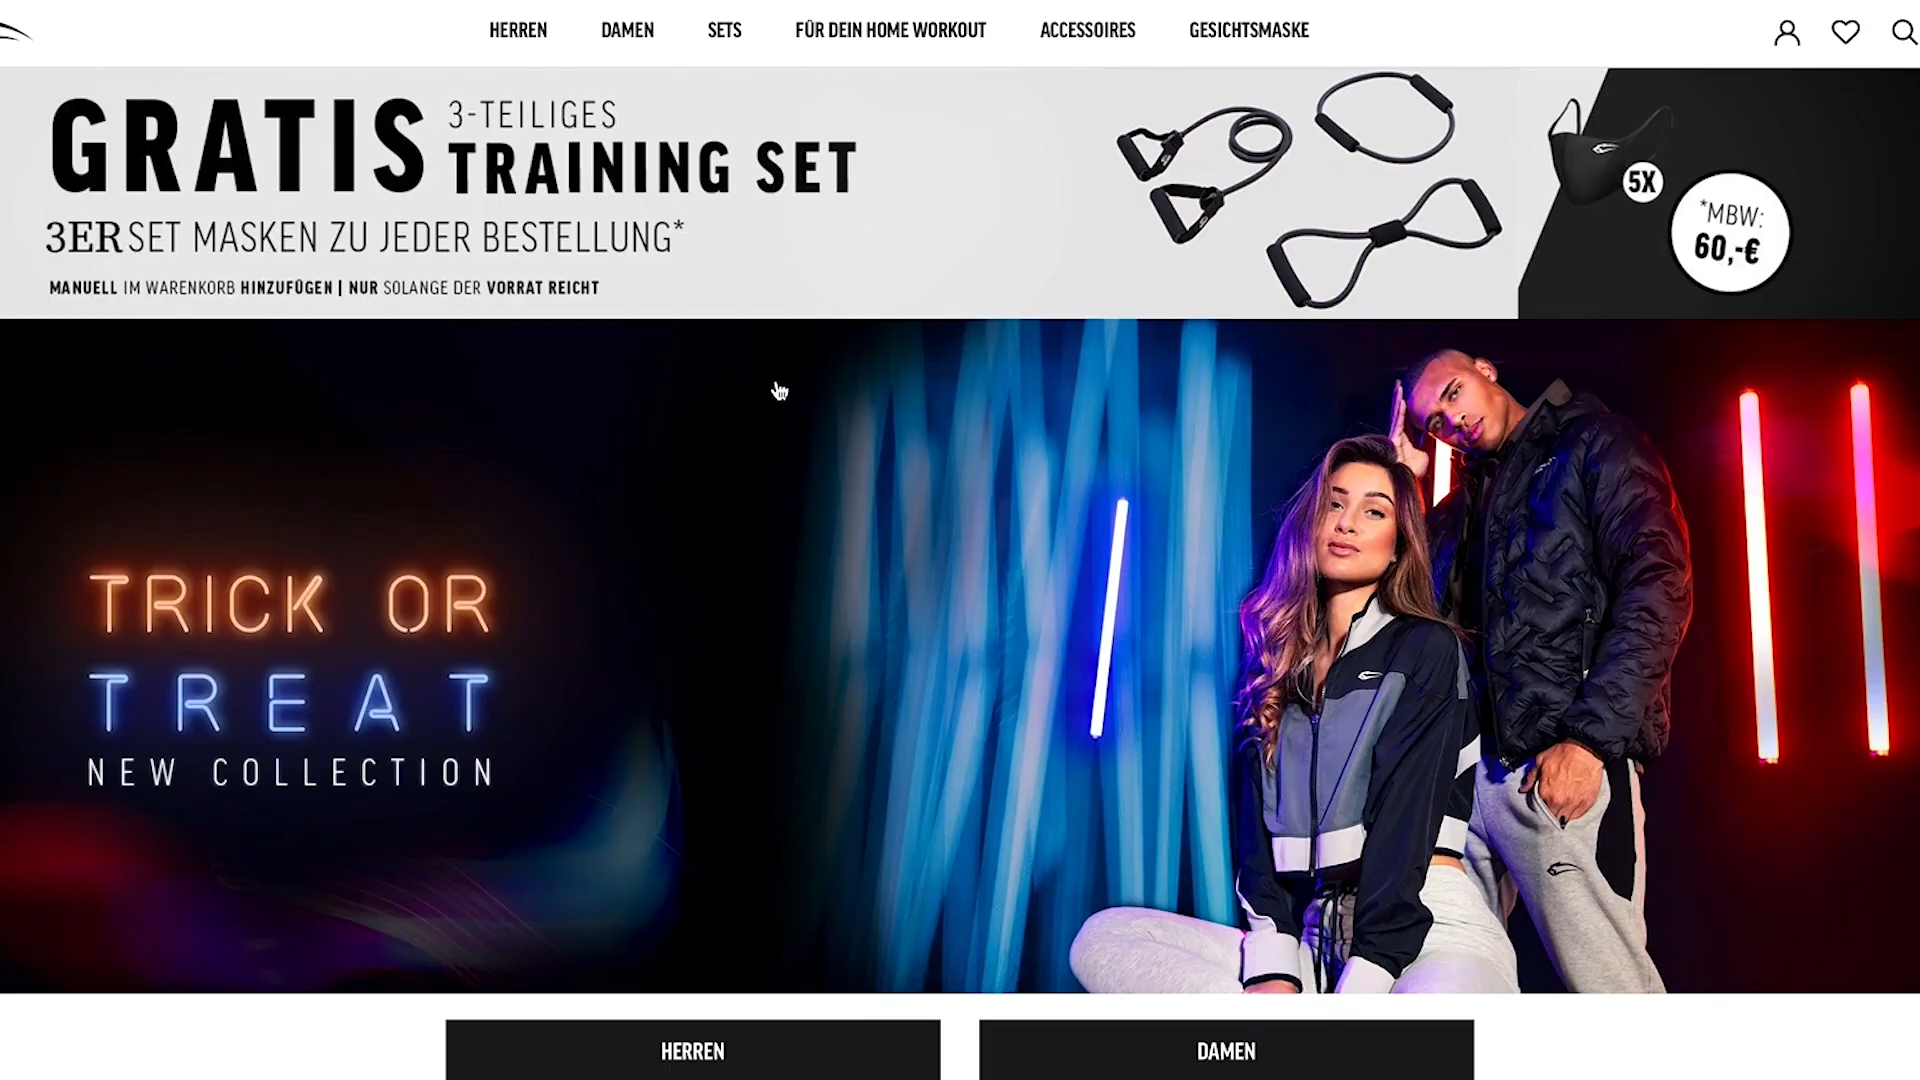 HERREN DAMEN SETS FÜR DEIN HOME WORKOUT ACCESSOIRES GESICHTSMASKE
GRATIS 3-TEILIGES
TRAINING SET
3ER SET MASKEN ZU JEDER BESTELLUNG*
MANUELL IM WARENKORB HINZUFÜGEN | NUR SOLANGE DER VORRAT REICHT
5X
*MBW:
60,-€
TRICK OR
TREAT
NEW COLLECTION
HERREN
DAMEN